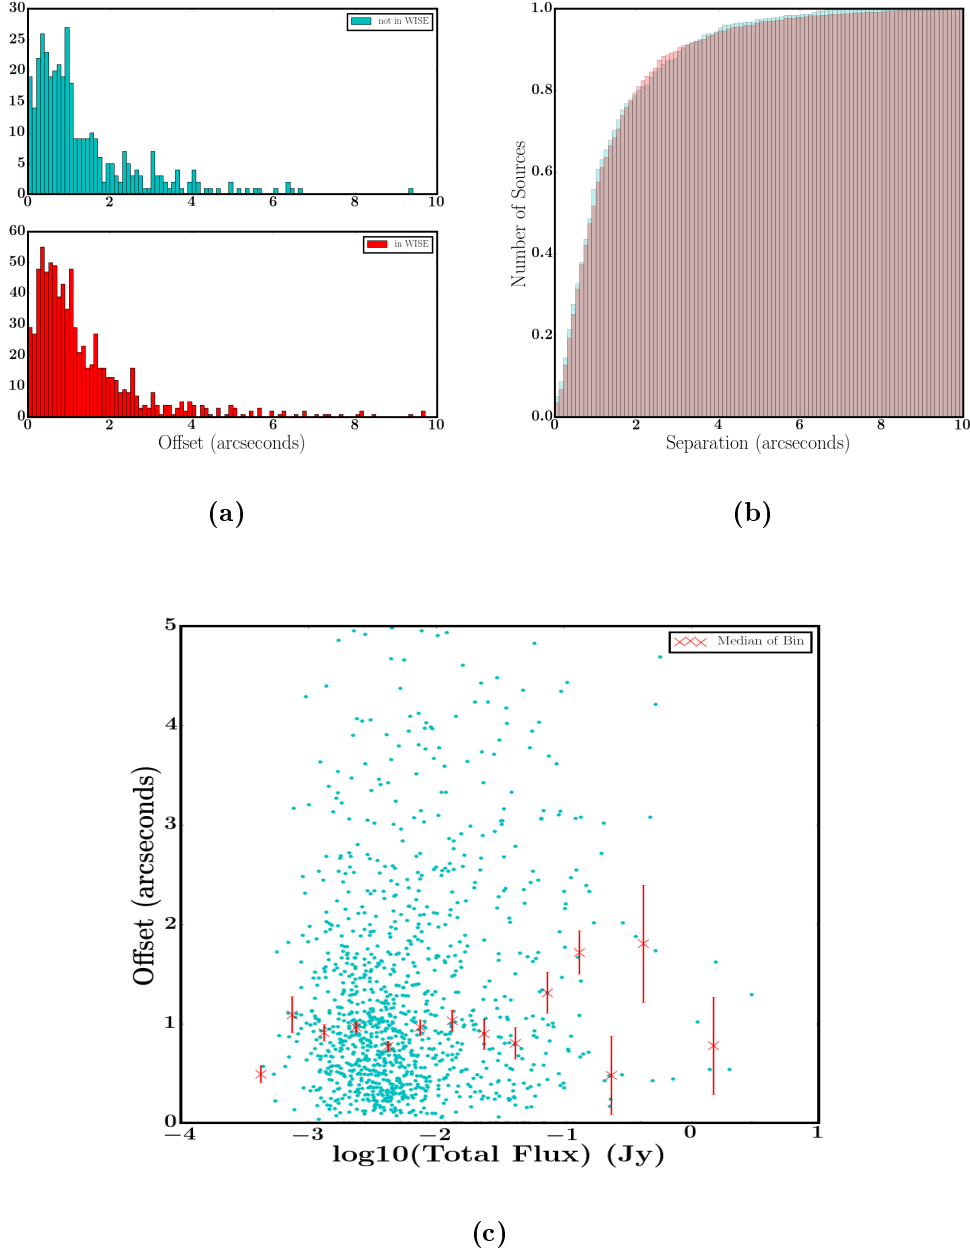 30
25
20
15
10
5
0
not in WISE
0 2 4 6 8 10
60
50
40
30
20
10
0
in WISE
0 2 4 6 8 10
Offset (arcseconds)
(a)
1.0
0.8
0.6
0.4
0.2
0.0
Number of Sources
0 2 4 6 8 10
Separation (arcseconds)
(b)
5
4
3
2
1
0
Offset (arcseconds)
Median of Bin
−4 −3 −2 −1 0 1
log10(Total Flux) (Jy)
(c)